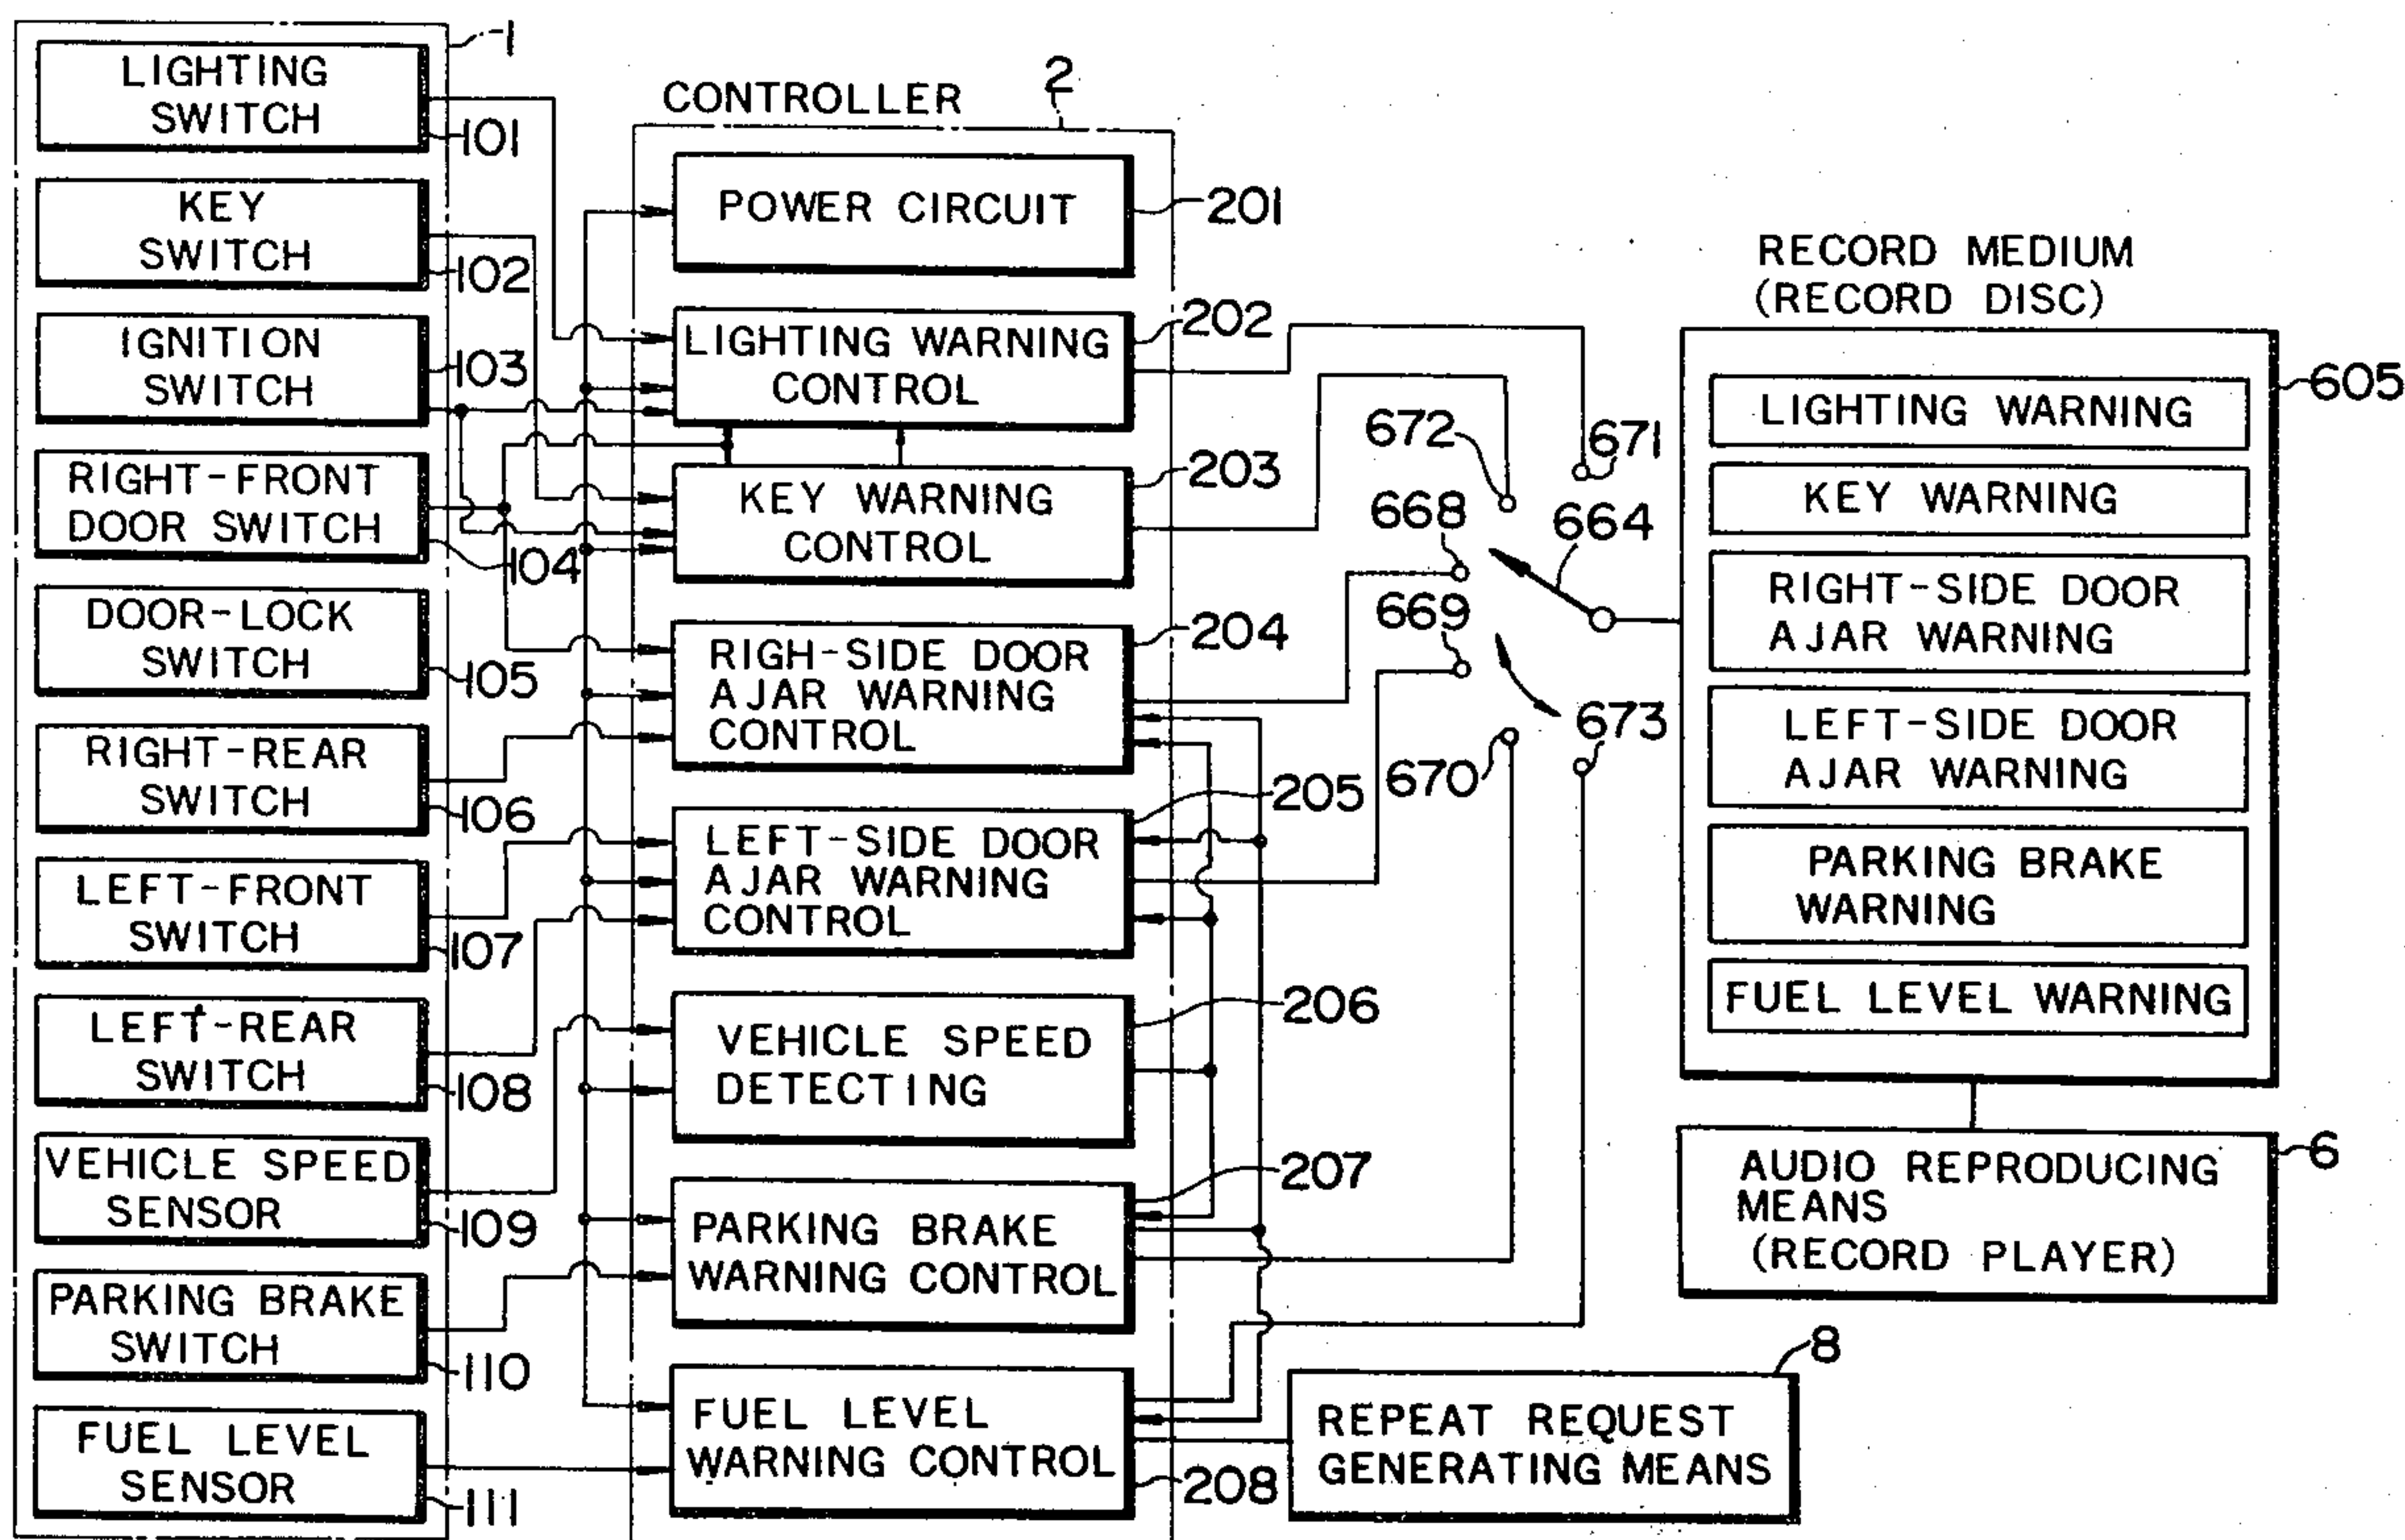 1
LIGHTING
SWITCH
101
KEY
SWITCH
102
IGNITION
SWITCH
103
RIGHT-FRONT
DOOR SWITCH
104
DOOR-LOCK
SWITCH
105
RIGHT-REAR
SWITCH
106
LEFT-FRONT
SWITCH
107
LEFT-REAR
SWITCH
108
VEHICLE SPEED
SENSOR
109
PARKING BRAKE
SWITCH
110
FUEL LEVEL
SENSOR
111
CONTROLLER
2
POWER CIRCUIT
201
LIGHTING WARNING
CONTROL
202
KEY WARNING
CONTROL
203
RIGH-SIDE DOOR
AJAR WARNING
CONTROL
204
LEFT-SIDE DOOR
AJAR WARNING
CONTROL
205
VEHICLE SPEED
DETECTING
206
PARKING BRAKE
WARNING CONTROL
207
FUEL LEVEL
WARNING CONTROL
208
672
671
668
664
669
673
670
RECORD MEDIUM
(RECORD DISC)
605
LIGHTING WARNING
KEY WARNING
RIGHT-SIDE DOOR
AJAR WARNING
LEFT-SIDE DOOR
AJAR WARNING
PARKING BRAKE
WARNING
FUEL LEVEL WARNING
6
AUDIO REPRODUCING
MEANS
(RECORD PLAYER)
8
REPEAT REQUEST
GENERATING MEANS